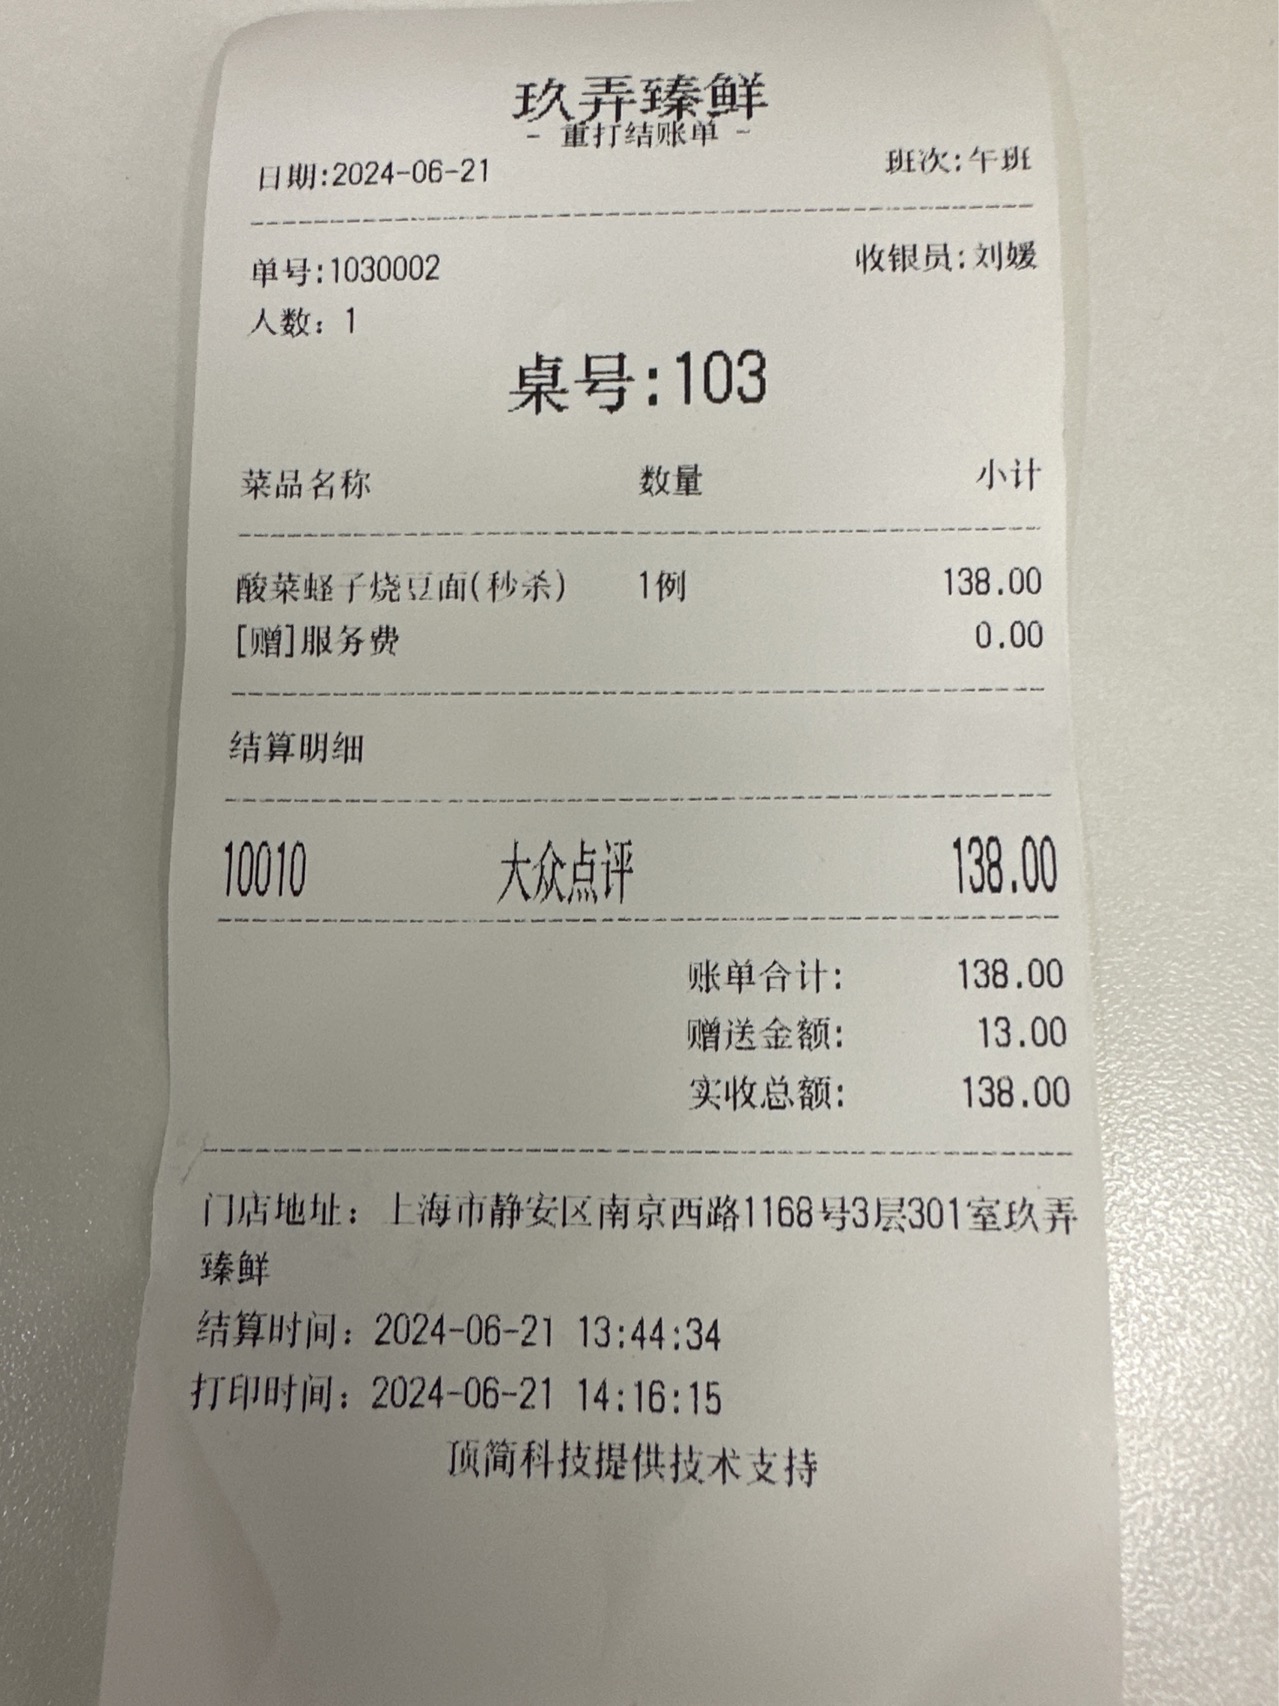 玖弄臻鲜
- 重打结账单 -
日期:2024-06-21 班次:午班
单号:1030002 收银员:刘媛
人数：1
桌号:103
菜品名称 数量 小计
酸菜蛏子烧豆面(秒杀) 1例 138.00
[赠]服务费 0.00
结算明细
10010 大众点评 138.00
账单合计: 138.00
赠送金额: 13.00
实收总额: 138.00
门店地址：上海市静安区南京西路1168号3层301室玖弄
臻鲜
结算时间：2024-06-21 13:44:34
打印时间：2024-06-21 14:16:15
顶简科技提供技术支持